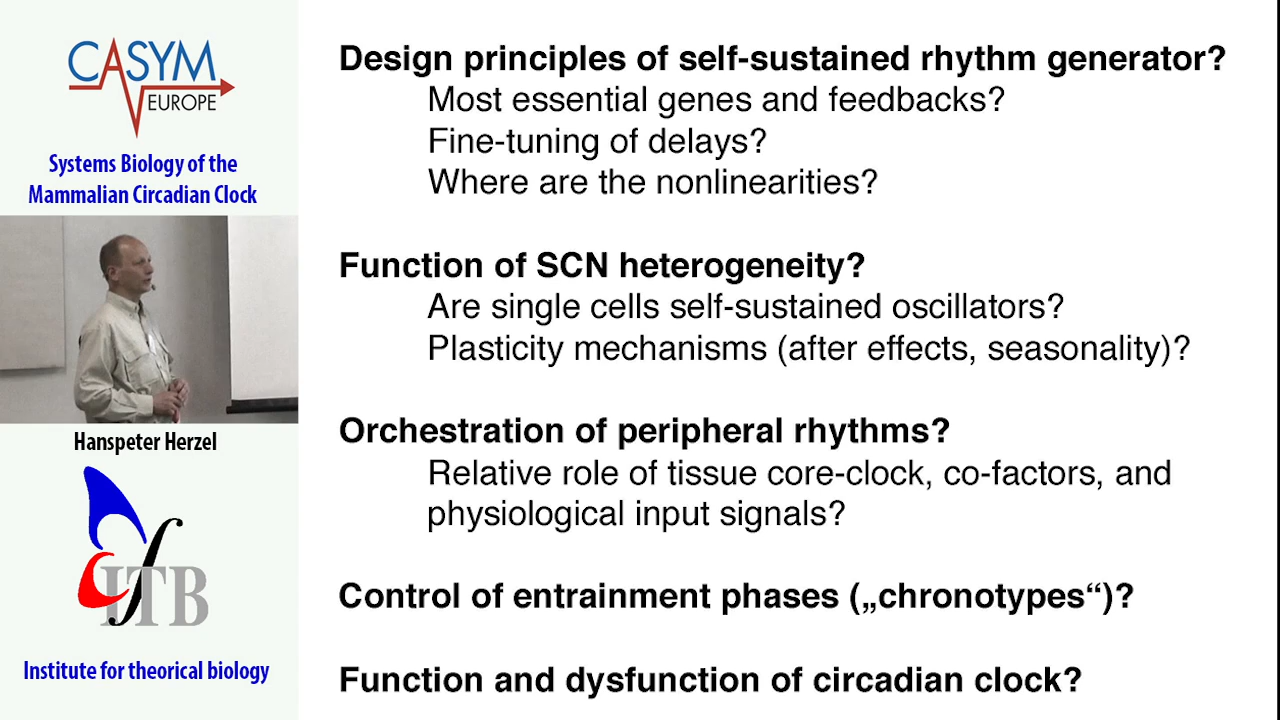 CASYM
EUROPE
Systems Biology of the
Mammalian Circadian Clock
Hanspeter Herzel
ITB
Institute for theorical biology
Design principles of self-sustained rhythm generator?
Most essential genes and feedbacks?
Fine-tuning of delays?
Where are the nonlinearities?
Function of SCN heterogeneity?
Are single cells self-sustained oscillators?
Plasticity mechanisms (after effects, seasonality)?
Orchestration of peripheral rhythms?
Relative role of tissue core-clock, co-factors, and
physiological input signals?
Control of entrainment phases („chronotypes“)?
Function and dysfunction of circadian clock?